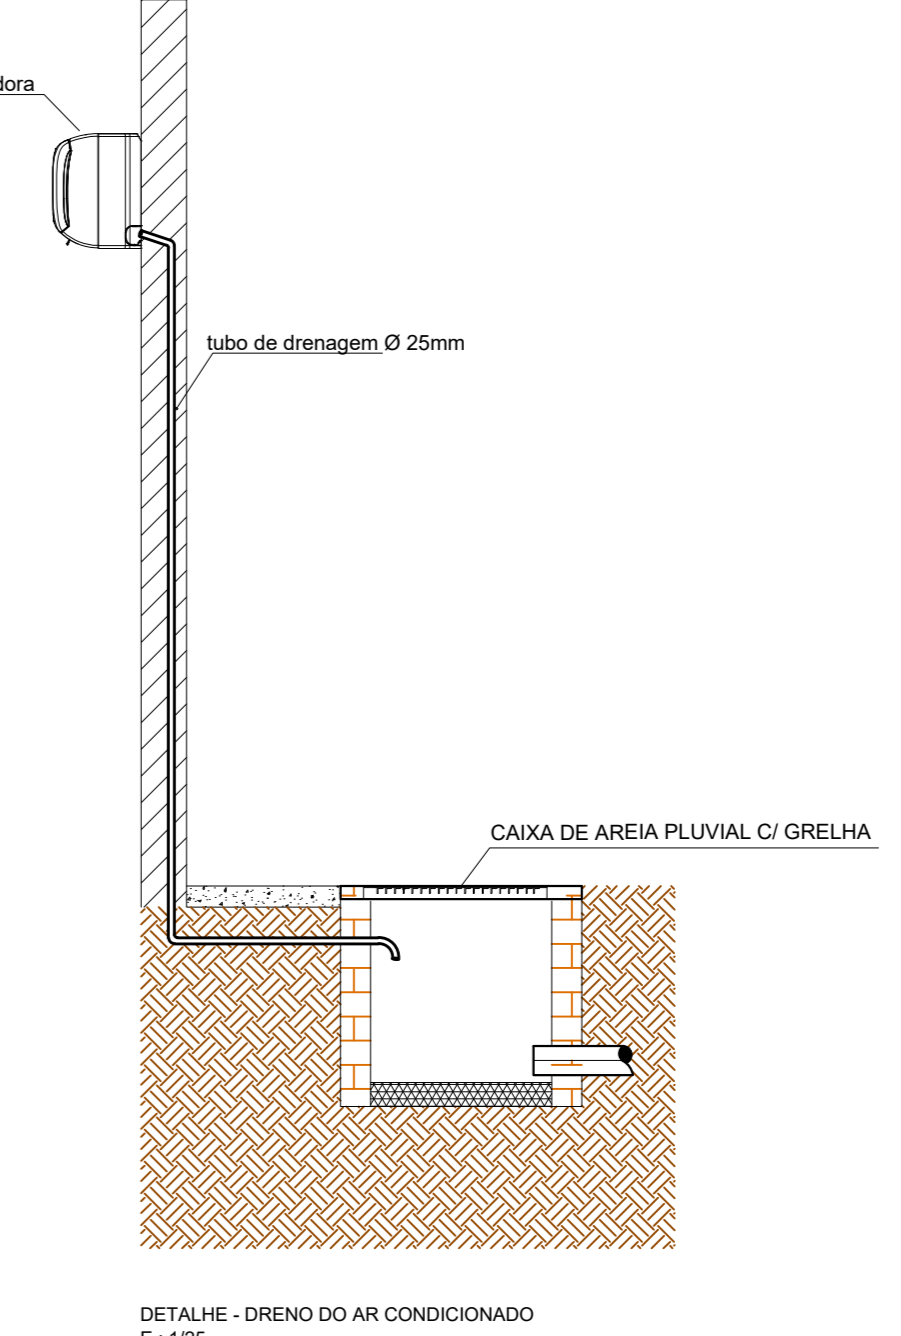 dora
tubo de drenagem Ø 25mm
CAIXA DE AREIA PLUVIAL C/ GRELHA
DETALHE - DRENO DO AR CONDICIONADO